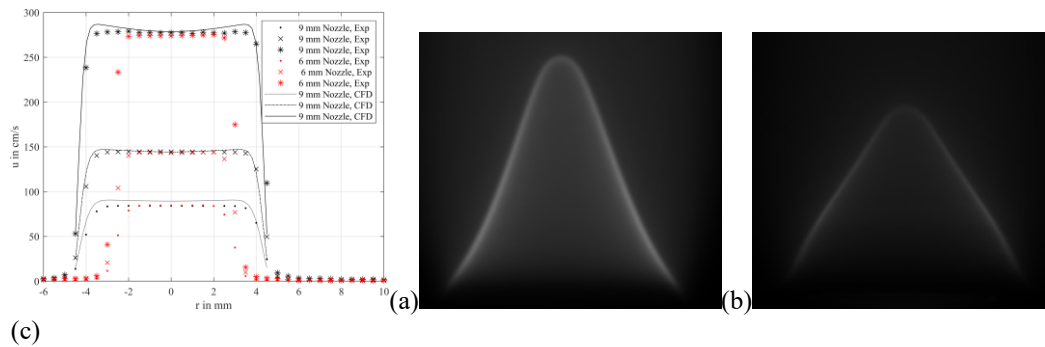 300
250
200
150
100
50
0
u in cm/s
-6 -4 -2 0 2 4 6 8 10
r in mm
9 mm Nozzle, Exp
9 mm Nozzle, Exp
9 mm Nozzle, Exp
6 mm Nozzle, Exp
6 mm Nozzle, Exp
6 mm Nozzle, Exp
9 mm Nozzle, CFD
9 mm Nozzle, CFD
9 mm Nozzle, CFD
(a)
(b)
(c)